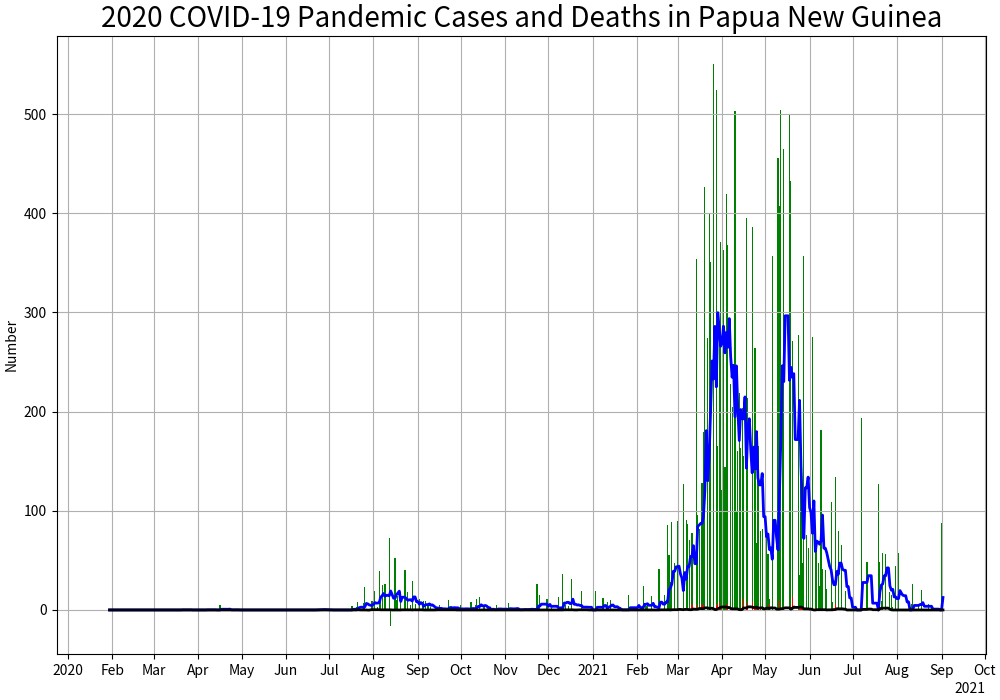 2020 COVID-19 Pandemic Cases and Deaths in Papua New Guinea
Number
500
400
300
200
100
0
2020 Feb Mar Apr May Jun Jul Aug Sep Oct Nov Dec 2021 Feb Mar Apr May Jun Jul Aug Sep Oct
2021